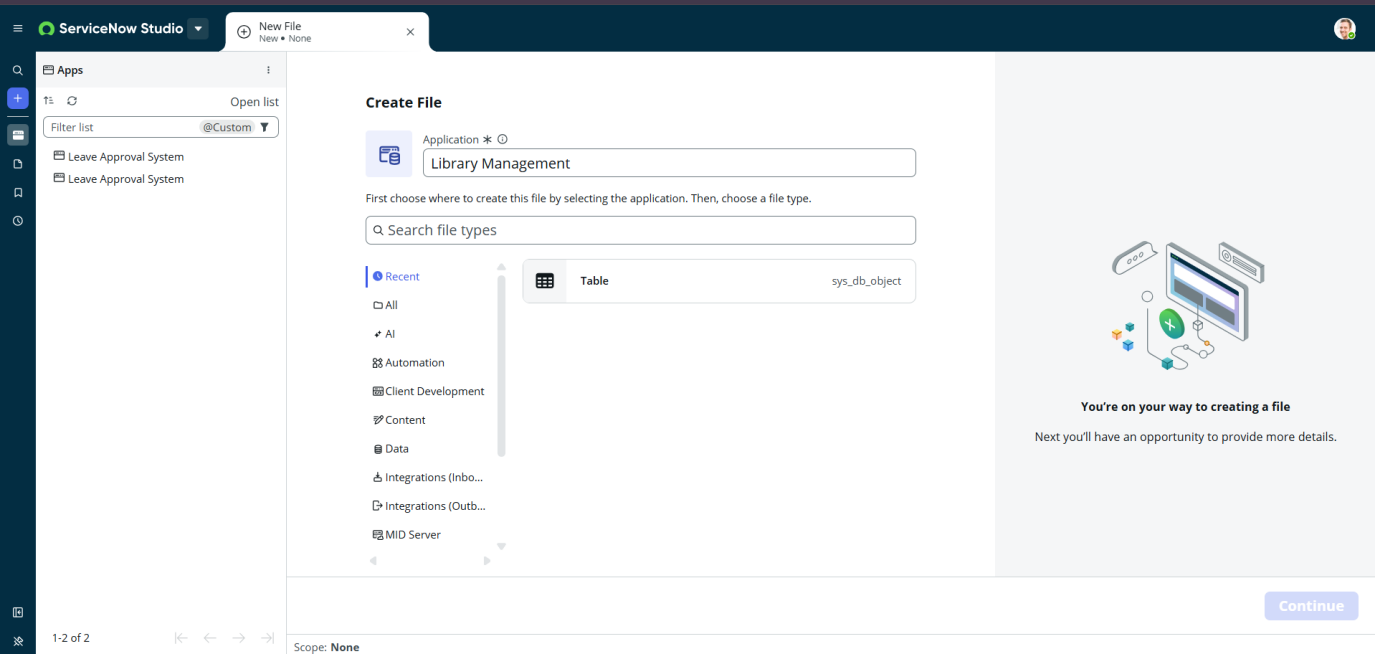 ServiceNow Studio
New File
New • None
Apps
Open list
Filter list @Custom
Leave Approval System
Leave Approval System
1-2 of 2
Create File
Application *
Library Management
First choose where to create this file by selecting the application. Then, choose a file type.
Search file types
Recent
All
AI
Automation
Client Development
Content
Data
Integrations (Inbo...
Integrations (Outb...
MID Server
Table sys_db_object
You're on your way to creating a file
Next you'll have an opportunity to provide more details.
Continue
Scope: None